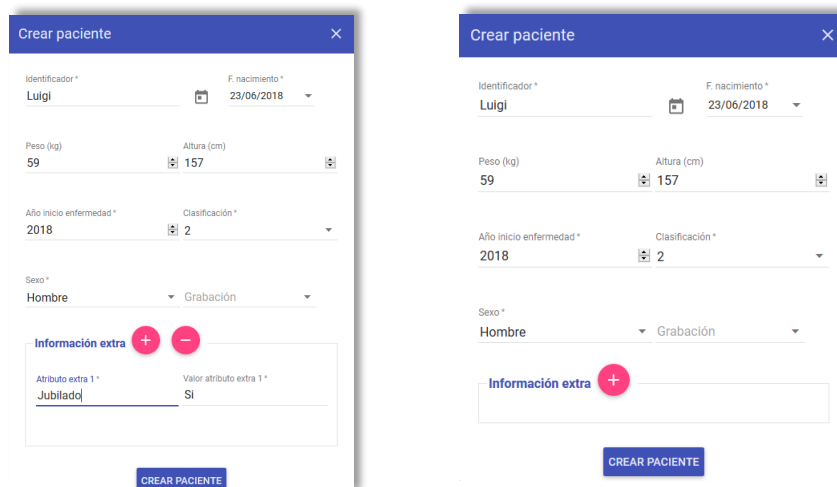 Crear paciente
Identificador *
F. nacimiento *
Luigi
23/06/2018
Peso (kg)
Altura (cm)
59
157
Año inicio enfermedad *
Clasificación *
2018
2
Sexo *
Hombre
Grabación
Información extra
Atributo extra 1 *
Valor atributo extra 1 *
Jubilado
Si
CREAR PACIENTE
Crear paciente
Identificador *
F. nacimiento *
Luigi
23/06/2018
Peso (kg)
Altura (cm)
59
157
Año inicio enfermedad *
Clasificación *
2018
2
Sexo *
Hombre
Grabación
Información extra
CREAR PACIENTE